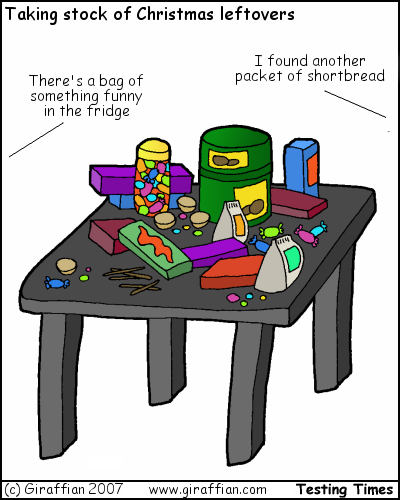 Taking stock of Christmas leftovers
There's a bag of
something funny
in the fridge
I found another
packet of shortbread
(c) Giraffian 2007 www.giraffian.com Testing Times